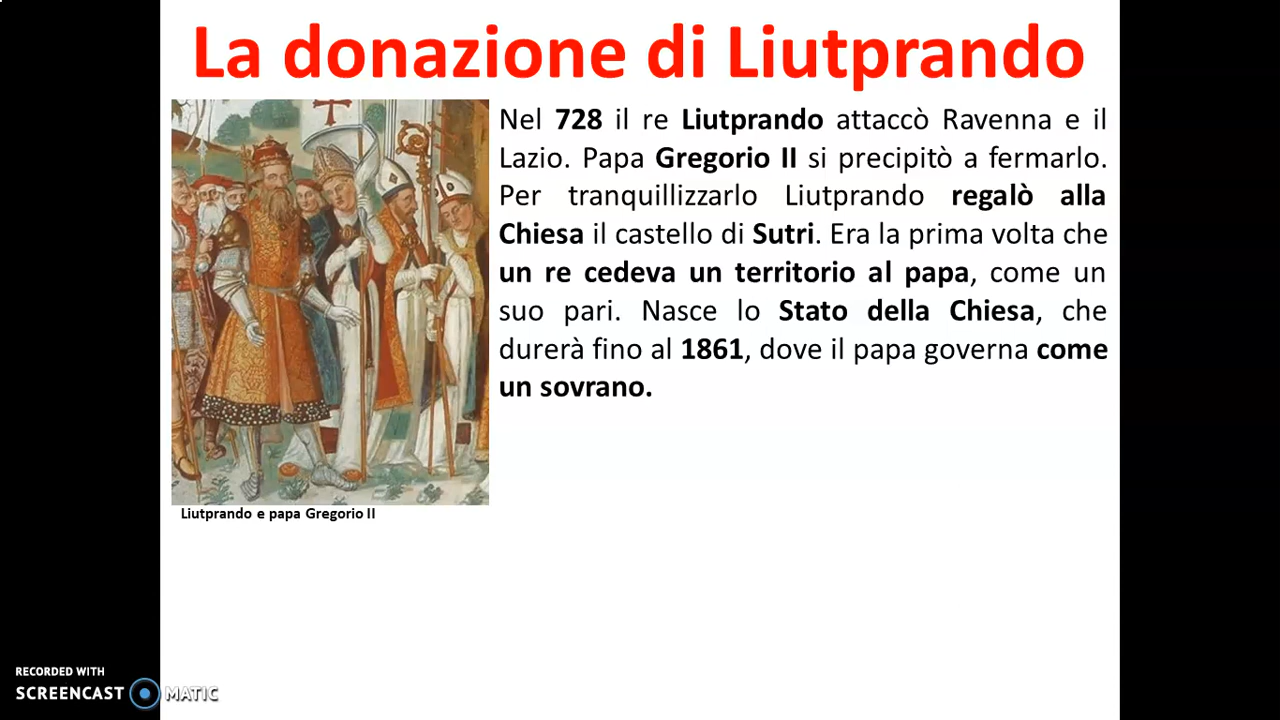 La donazione di Liutprando
Nel 728 il re Liutprando attaccò Ravenna e il
Lazio. Papa Gregorio II si precipitò a fermarlo.
Per tranquillizzarlo Liutprando regalò alla
Chiesa il castello di Sutri. Era la prima volta che
un re cedeva un territorio al papa, come un
suo pari. Nasce lo Stato della Chiesa, che
durerà fino al 1861, dove il papa governa come
un sovrano.
Liutprando e papa Gregorio II
RECORDED WITH
SCREENCAST MATIC